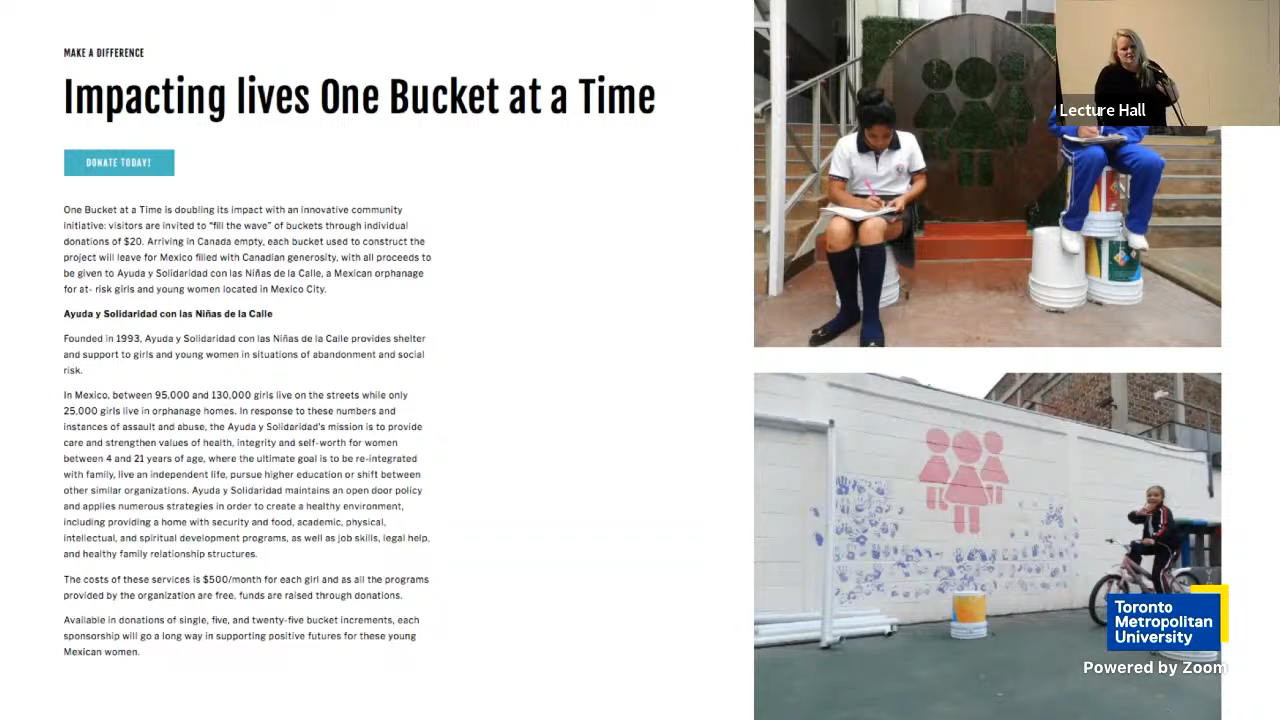 MAKE A DIFFERENCE
Impacting lives One Bucket at a Time
DONATE TODAY!
One Bucket at a Time is doubling its impact with an innovative community
initiative: visitors are invited to "fill the wave" of buckets through individual
donations of $20. Arriving in Canada empty, each bucket used to construct the
project will leave for Mexico filled with Canadian generosity, with all proceeds to
be given to Ayuda y Solidaridad con las Niñas de la Calle, a Mexican orphanage
for at- risk girls and young women located in Mexico City.
Ayuda y Solidaridad con las Niñas de la Calle
Founded in 1993, Ayuda y Solidaridad con las Niñas de la Calle provides shelter
and support to girls and young women in situations of abandonment and social
risk.
In Mexico, between 95,000 and 130,000 girls live on the streets while only
25,000 girls live in orphanage homes. In response to these numbers and
instances of assault and abuse, the Ayuda y Solidaridad's mission is to provide
care and strengthen values of health, integrity and self-worth for women
between 4 and 21 years of age, where the ultimate goal is to be re-integrated
with family, live an independent life, pursue higher education or shift between
other similar organizations. Ayuda y Solidaridad maintains an open door policy
and applies numerous strategies in order to create a healthy environment,
including providing a home with security and food, academic, physical,
intellectual, and spiritual development programs, as well as job skills, legal help,
and healthy family relationship structures.
The costs of these services is $500/month for each girl and as all the programs
provided by the organization are free, funds are raised through donations.
Available in donations of single, five, and twenty-five bucket increments, each
sponsorship will go a long way in supporting positive futures for these young
Mexican women.
Lecture Hall
Toronto
Metropolitan
University
Powered by Zoom